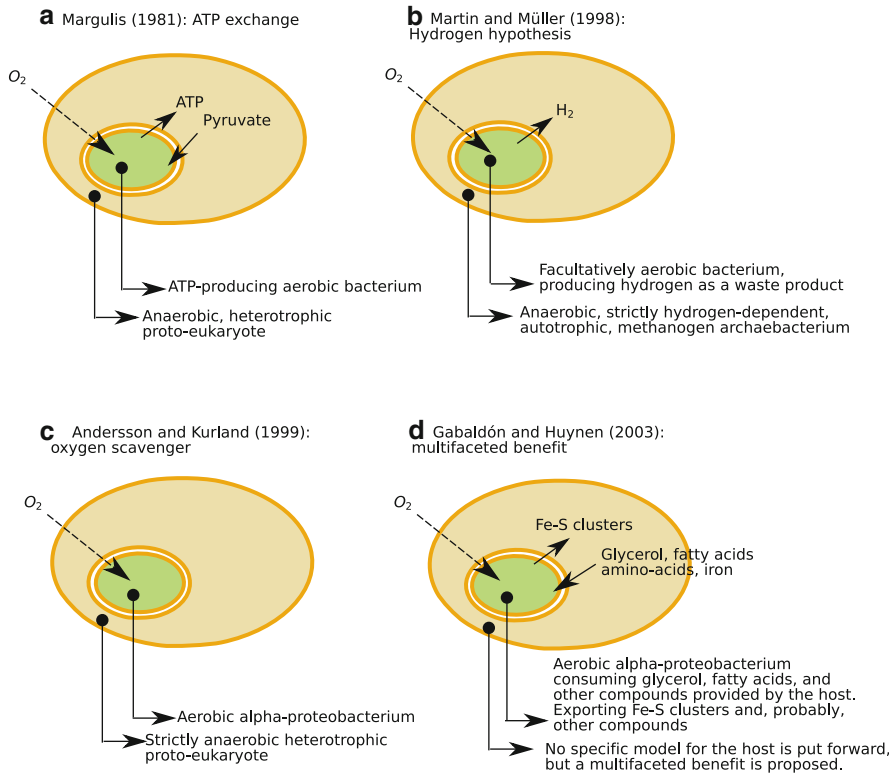 a Margulis (1981): ATP exchange
O2
ATP
Pyruvate
ATP-producing aerobic bacterium
Anaerobic, heterotrophic
proto-eukaryote
b Martin and Müller (1998):
Hydrogen hypothesis
O2
H2
Facultatively aerobic bacterium,
producing hydrogen as a waste product
Anaerobic, strictly hydrogen-dependent,
autotrophic, methanogen archaebacterium
c Andersson and Kurland (1999):
oxygen scavenger
O2
Aerobic alpha-proteobacterium
Strictly anaerobic heterotrophic
proto-eukaryote
d Gabaldón and Huynen (2003):
multifaceted benefit
O2
Fe-S clusters
Glycerol, fatty acids
amino-acids, iron
Aerobic alpha-proteobacterium
consuming glycerol, fatty acids, and
other compounds provided by the host.
Exporting Fe-S clusters and, probably,
other compounds
No specific model for the host is put forward,
but a multifaceted benefit is proposed.